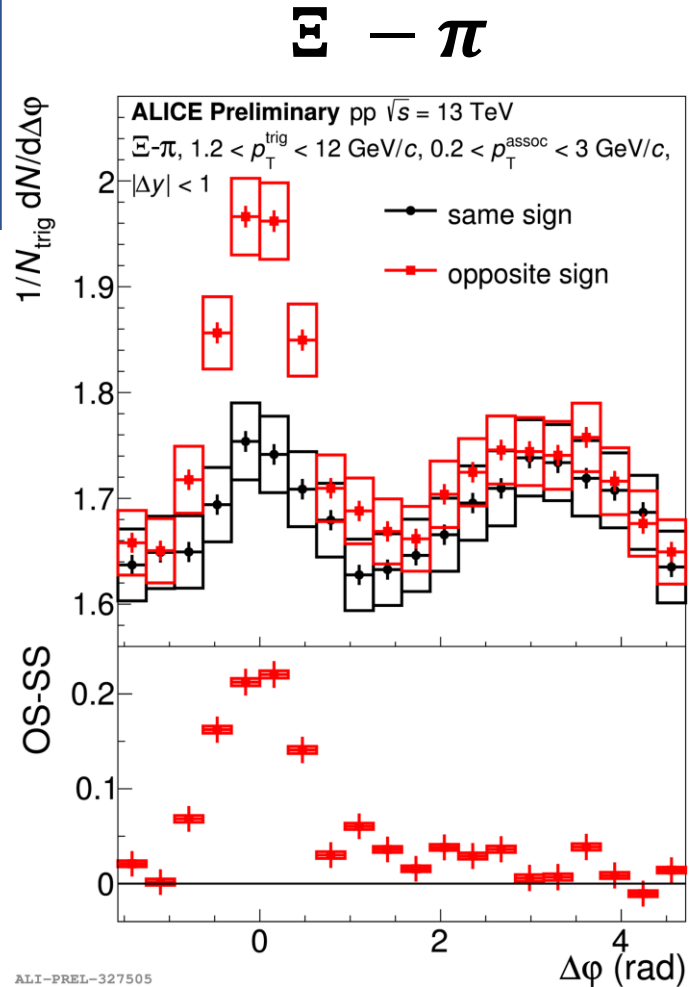 Ξ − π
ALICE Preliminary pp √s = 13 TeV
Ξ-π, 1.2 < p_T^trig < 12 GeV/c, 0.2 < p_T^assoc < 3 GeV/c,
|Δy| < 1
same sign
opposite sign
1/N_trig dN/dΔφ
2
1.9
1.8
1.7
1.6
OS-SS
0.2
0.1
0
0 2 4
Δφ (rad)
ALI-PREL-327505